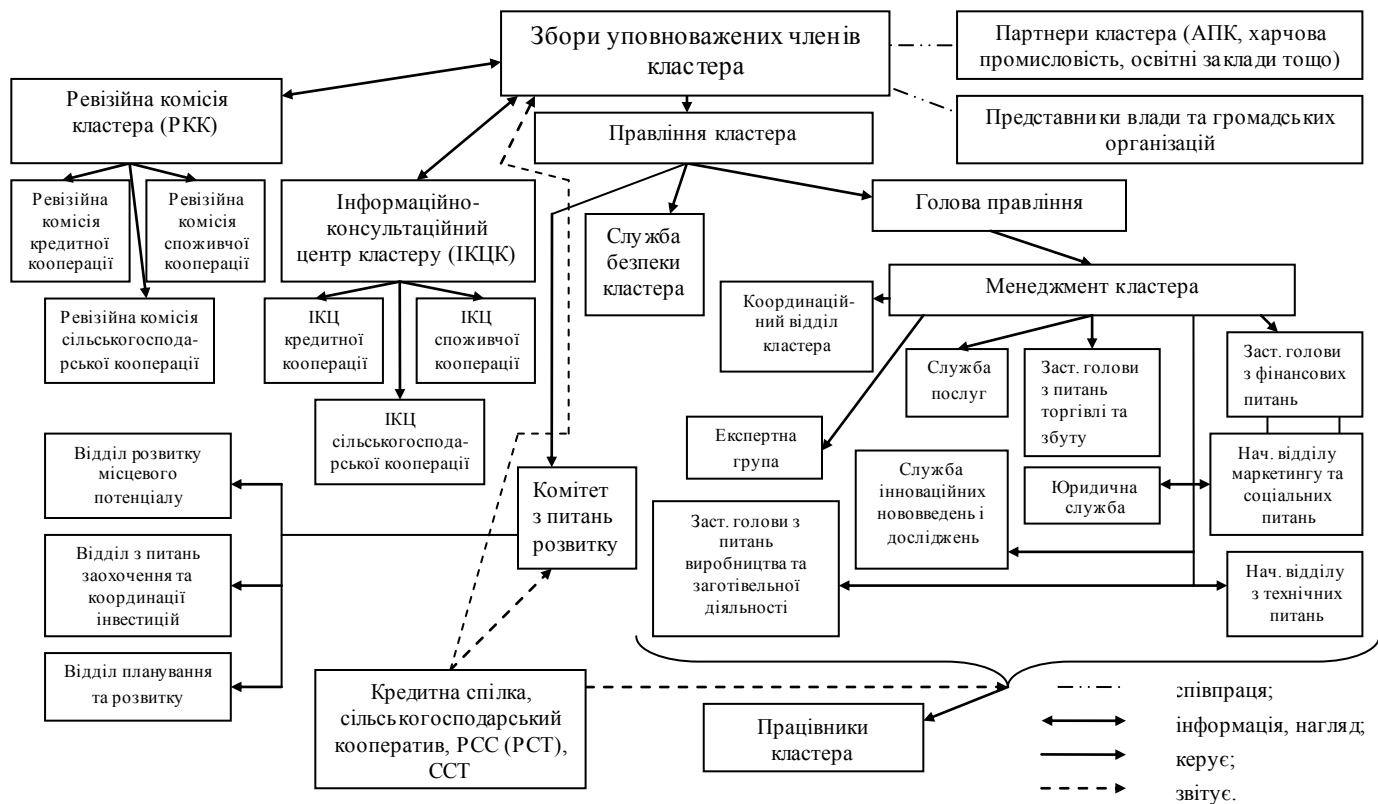 Збори уповноважених членів
кластера
Партнери кластера (АПК, харчова
промисловість, освітні заклади тощо)
Представники влади та громадських
організацій
Ревізійна комісія
кластера (РКК)
Правління кластера
Ревізійна
комісія
кредитної
кооперації
Ревізійна
комісія
споживчої
кооперації
Ревізійна комісія
сільськогоспода-
рської кооперації
Інформаційно-
консультаційний
центр кластеру (ІКЦК)
ІКЦ
кредитної
кооперації
ІКЦ
споживчої
кооперації
ІКЦ
сільськогоспода-
рської кооперації
Служба
безпеки
кластера
Голова правління
Менеджмент кластера
Координацій-
ний відділ
кластера
Служба
послуг
Заст. голови
з питань
торгівлі та
збуту
Заст. голови
з фінансових
питань
Експертна
група
Служба
інноваційних
нововведень і
досліджень
Юридична
служба
Нач. відділу
маркетингу та
соціальних
питань
Заст. голови з
питань
виробництва та
заготівельної
діяльності
Нач. відділу
з технічних
питань
Відділ розвитку
місцевого
потенціалу
Відділ з питань
заохочення та
координації
інвестицій
Відділ планування
та розвитку
Комітет
з питань
розвитку
Кредитна спілка,
сільськогосподарський
кооператив, РСС (РСТ),
ССТ
Працівники
кластера
співпраця;
інформація, нагляд;
керує;
звітує.